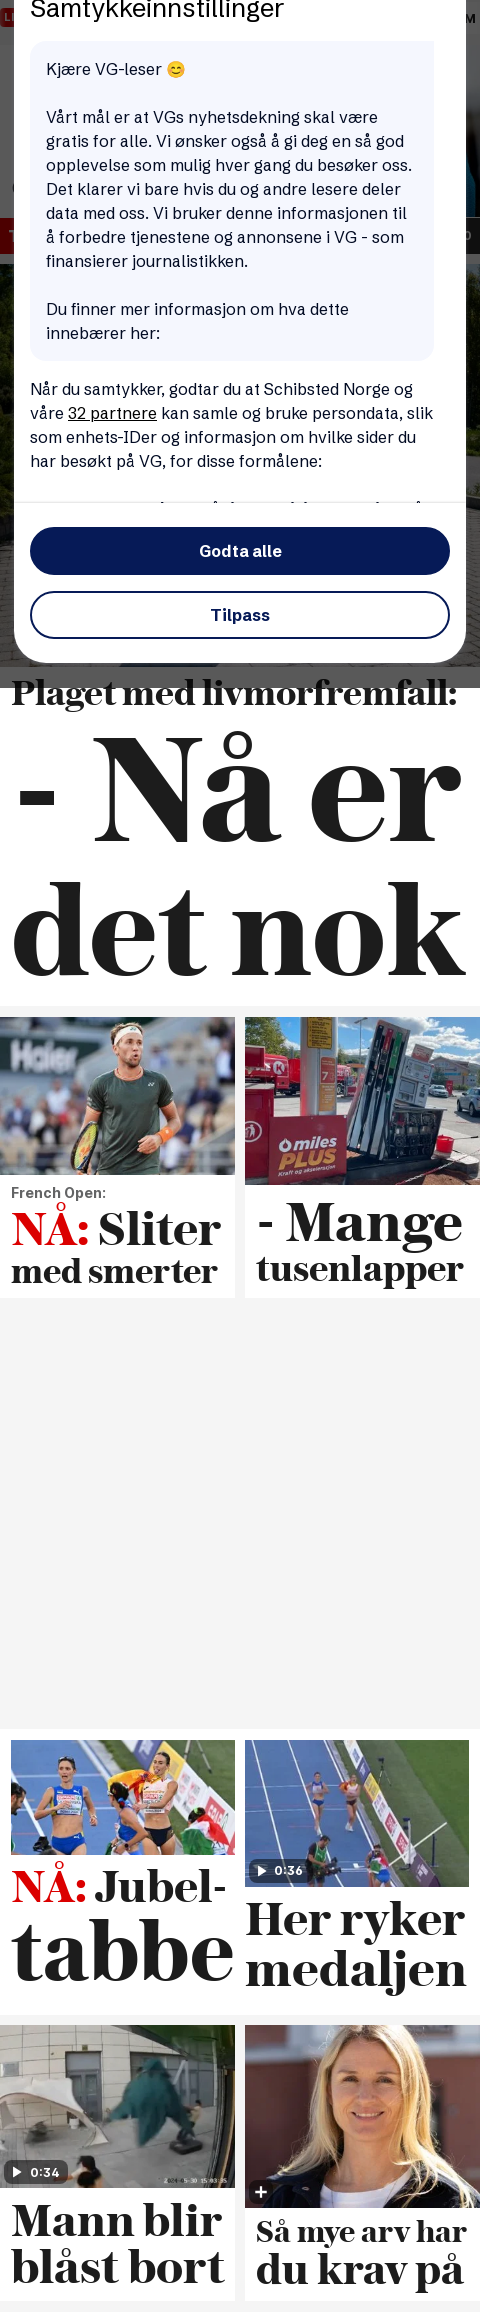 Samtykkeinnstillinger
Kjære VG-leser 😊
Vårt mål er at VGs nyhetsdekning skal være
gratis for alle. Vi ønsker også å gi deg en så god
opplevelse som mulig hver gang du besøker oss.
Det klarer vi bare hvis du og andre lesere deler
data med oss. Vi bruker denne informasjonen til
å forbedre tjenestene og annonsene i VG - som
finansierer journalistikken.
Du finner mer informasjon om hva dette
innebærer her:
Når du samtykker, godtar du at Schibsted Norge og
våre 32 partnere kan samle og bruke persondata, slik
som enhets-IDer og informasjon om hvilke sider du
har besøkt på VG, for disse formålene:
Godta alle
Tilpass
Plaget med livmorfremfall:
- Nå er
det nok
Haier
K
7
miles
PLUS
Kraft og akselerasjon
French Open:
NÅ: Sliter
med smerter
- Mange
tusenlapper
0:36
NÅ: Jubel-
tabbe
Her ryker
medaljen
0:34
Mann blir
blåst bort
Så mye arv har
du krav på